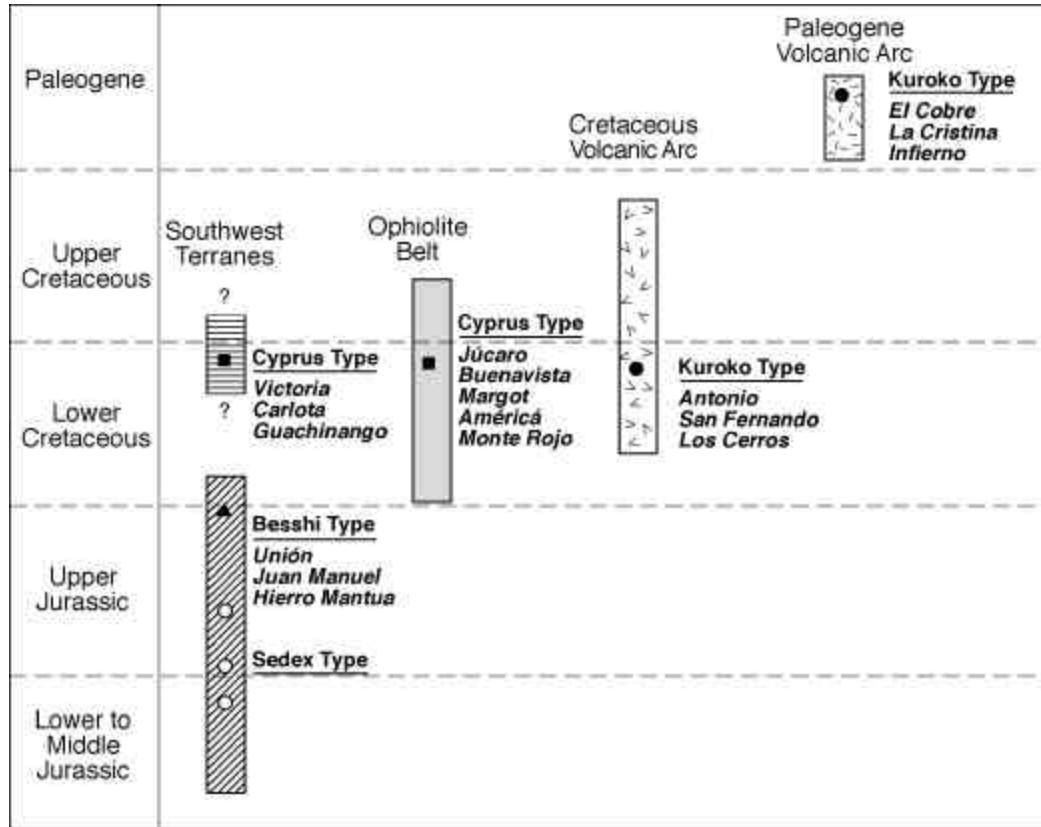 Paleogene
Volcanic Arc
Paleogene
Kuroko Type
El Cobre
La Cristina
Infierno
Cretaceous
Volcanic Arc
Southwest
Terranes
Ophiolite
Belt
Upper
Cretaceous
?
Cyprus Type
Victoria
Carlota
Guachinango
?
Cyprus Type
Júcaro
Buenavista
Margot
Américá
Monte Rojo
Kuroko Type
Antonio
San Fernando
Los Cerros
Lower
Cretaceous
Besshi Type
Unión
Juan Manuel
Hierro Mantua
Upper
Jurassic
Sedex Type
Lower to
Middle
Jurassic